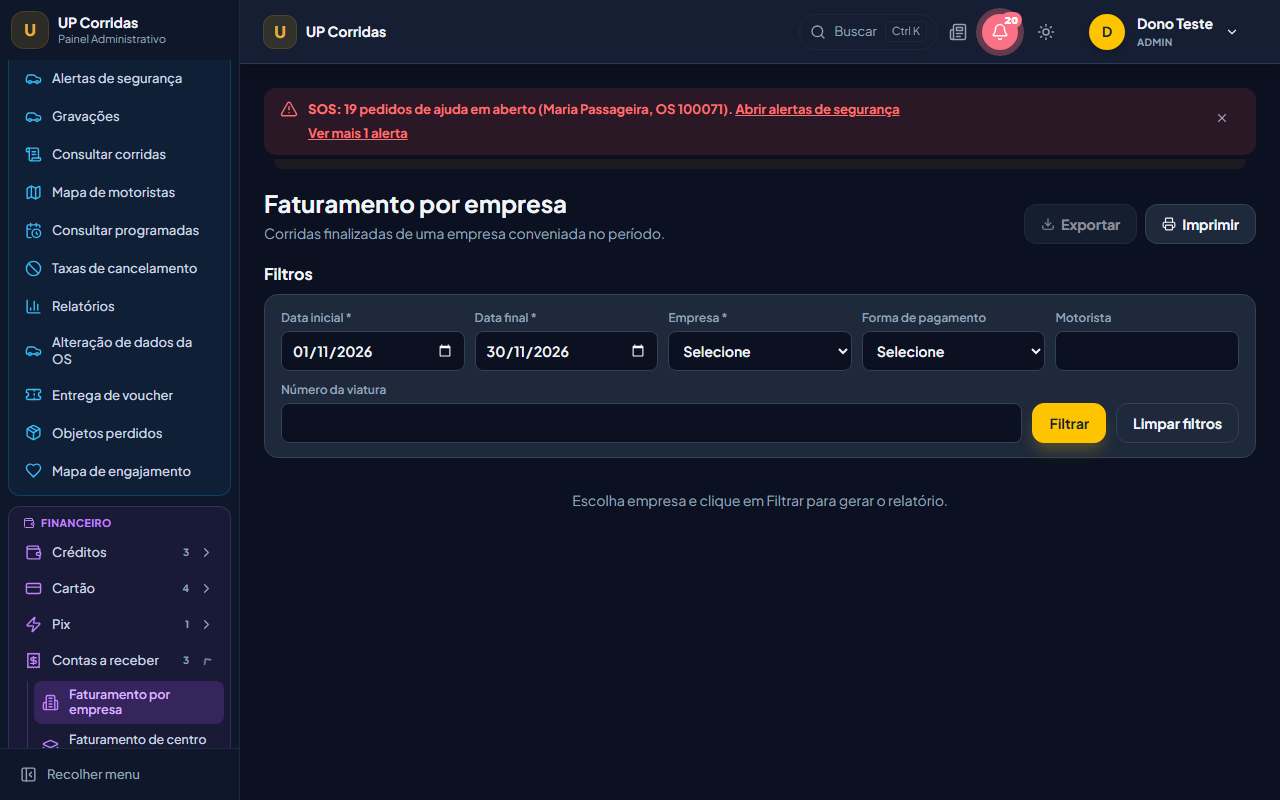 U
UP Corridas
Painel Administrativo
Alertas de segurança
Gravações
Consultar corridas
Mapa de motoristas
Consultar programadas
Taxas de cancelamento
Relatórios
Alteração de dados da
OS
Entrega de voucher
Objetos perdidos
Mapa de engajamento
FINANCEIRO
Créditos 3
Cartão 4
Pix 1
Contas a receber 3
Faturamento por
empresa
Faturamento de centro
Recolher menu
U UP Corridas
Buscar Ctrl K
20
D
Dono Teste
ADMIN
SOS: 19 pedidos de ajuda em aberto (Maria Passageira, OS 100071). Abrir alertas de segurança
Ver mais 1 alerta
Faturamento por empresa
Corridas finalizadas de uma empresa conveniada no período.
Exportar Imprimir
Filtros
Data inicial * Data final * Empresa * Forma de pagamento Motorista
01/11/2026 30/11/2026 Selecione Selecione
Número da viatura
Filtrar Limpar filtros
Escolha empresa e clique em Filtrar para gerar o relatório.